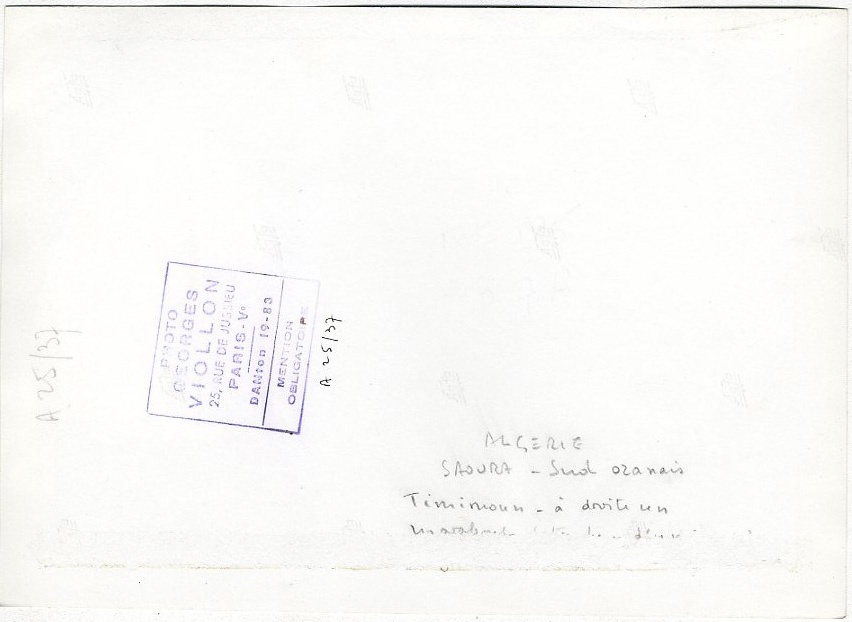 A 25/37
PHOTO
GEORGES
VIOLLON
25, RUE DE JUSSIEU
PARIS-Ve
DANton 19-83
MENTION
OBLIGATOIRE
A 25/37
ALGERIE
SAOURA - Sud oranais
Timimoun - à droite un
marabout